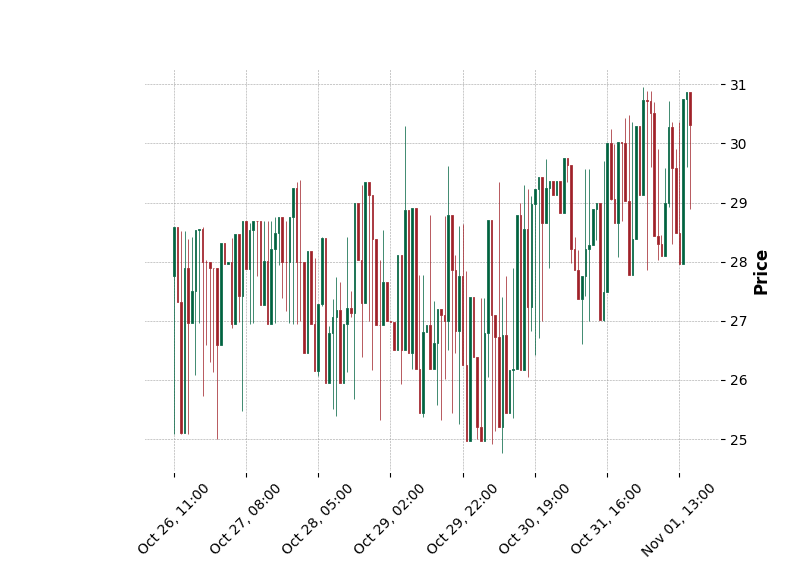 31
30
29
28
27
26
25
Price
Oct 26, 11:00
Oct 27, 08:00
Oct 28, 05:00
Oct 29, 02:00
Oct 29, 22:00
Oct 30, 19:00
Oct 31, 16:00
Nov 01, 13:00